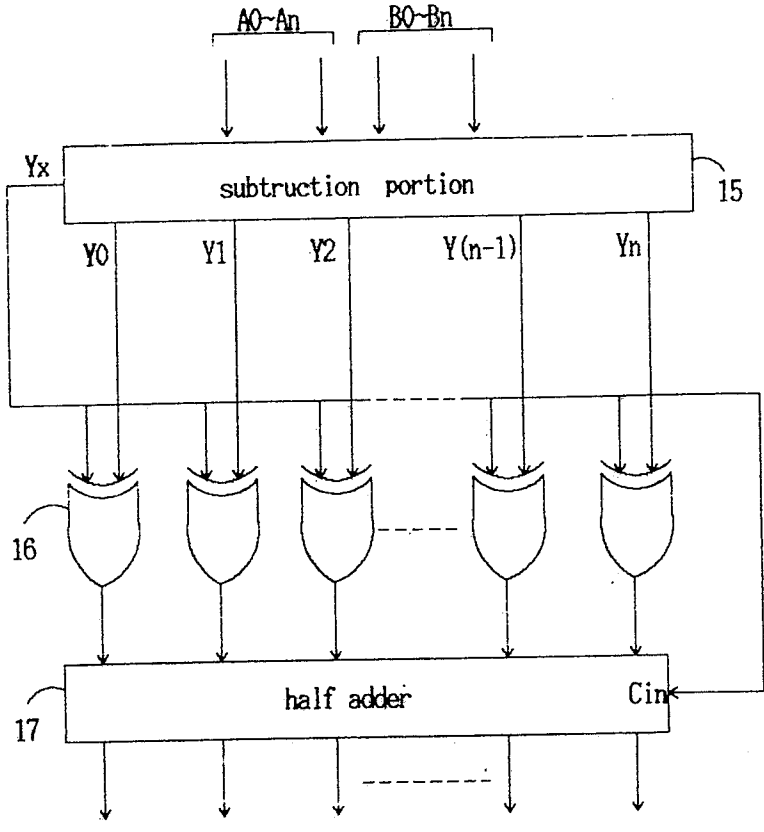 A0~An B0~Bn
Yx
subtruction portion
15
Y0 Y1 Y2 Y(n-1) Yn
16
half adder
Cin
17